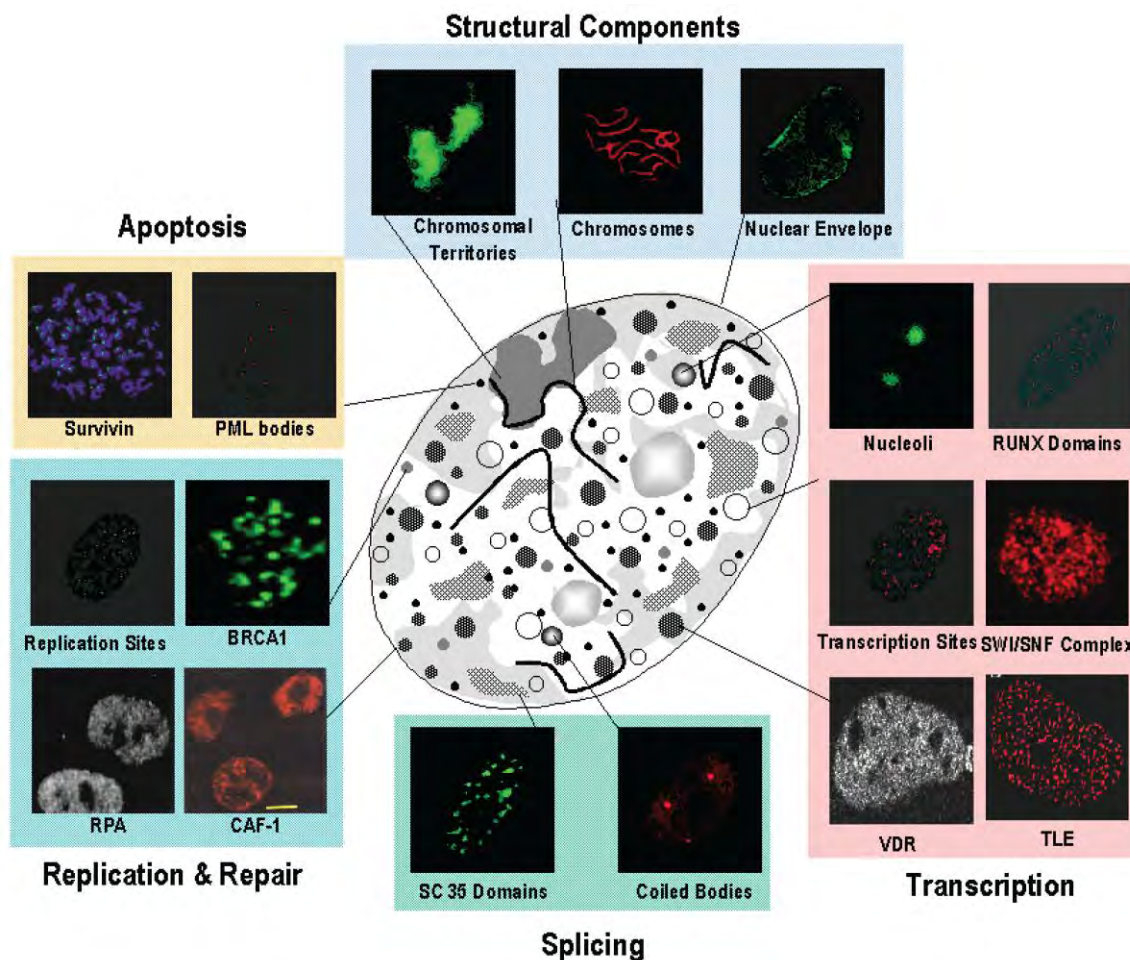 Structural Components
Chromosomal
Territories
Chromosomes
Nuclear Envelope
Apoptosis
Survivin
PML bodies
Nucleoli
RUNX Domains
Replication Sites
BRCA1
Transcription Sites
SWI/SNF Complex
RPA
CAF-1
VDR
TLE
Replication & Repair
SC 35 Domains
Coiled Bodies
Transcription
Splicing